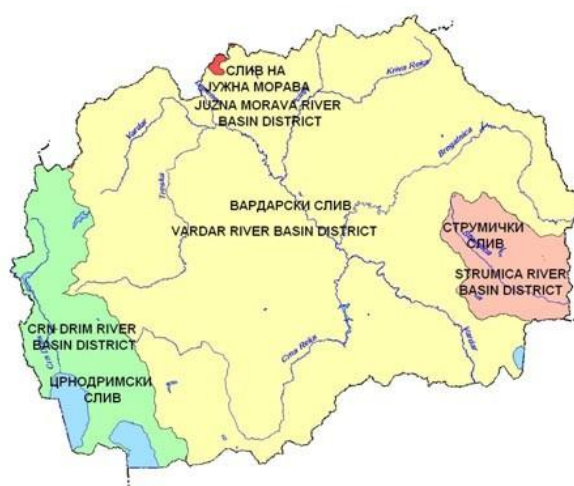 СЛИВ НА
ЈУЖНА МОРАВА
JUZNA MORAVA RIVER
BASIN DISTRICT
Kriva Reka
Vardar
Treska
Bregalnica
ВАРДАРСКИ СЛИВ
VARDAR RIVER BASIN DISTRICT
СТРУМИЧКИ
СЛИВ
STRUMICA RIVER
BASIN DISTRICT
CRN DRIM RIVER
BASIN DISTRICT
ЦРНОДРИМСКИ
СЛИВ
Crna Reka
Vardar